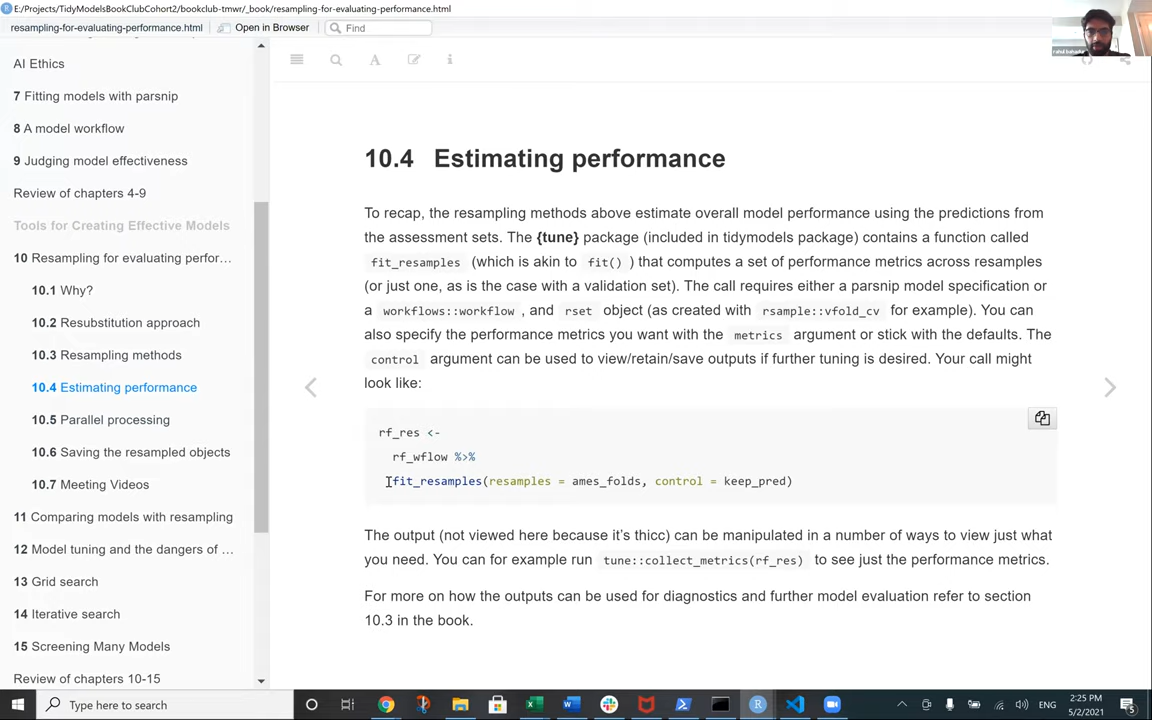 E:/Projects/TidyModelsBookClubCohort2/bookclub-tmwr/_book/resampling-for-evaluating-performance.html
resampling-for-evaluating-performance.html
Open in Browser
Find
AI Ethics
7 Fitting models with parsnip
8 A model workflow
9 Judging model effectiveness
Review of chapters 4-9
Tools for Creating Effective Models
10 Resampling for evaluating perfor...
10.1 Why?
10.2 Resubstitution approach
10.3 Resampling methods
10.4 Estimating performance
10.5 Parallel processing
10.6 Saving the resampled objects
10.7 Meeting Videos
11 Comparing models with resampling
12 Model tuning and the dangers of ...
13 Grid search
14 Iterative search
15 Screening Many Models
Review of chapters 10-15
10.4 Estimating performance
To recap, the resampling methods above estimate overall model performance using the predictions from
the assessment sets. The {tune} package (included in tidymodels package) contains a function called
fit_resamples (which is akin to fit() ) that computes a set of performance metrics across resamples
(or just one, as is the case with a validation set). The call requires either a parsnip model specification or
a workflows::workflow , and rset object (as created with rsample::vfold_cv for example). You can
also specify the performance metrics you want with the metrics argument or stick with the defaults. The
control argument can be used to view/retain/save outputs if further tuning is desired. Your call might
look like:
rf_res <-
rf_wflow %>%
fit_resamples(resamples = ames_folds, control = keep_pred)
The output (not viewed here because it's thicc) can be manipulated in a number of ways to view just what
you need. You can for example run tune::collect_metrics(rf_res) to see just the performance metrics.
For more on how the outputs can be used for diagnostics and further model evaluation refer to section
10.3 in the book.
Type here to search
ENG
2:25 PM
5/2/2021